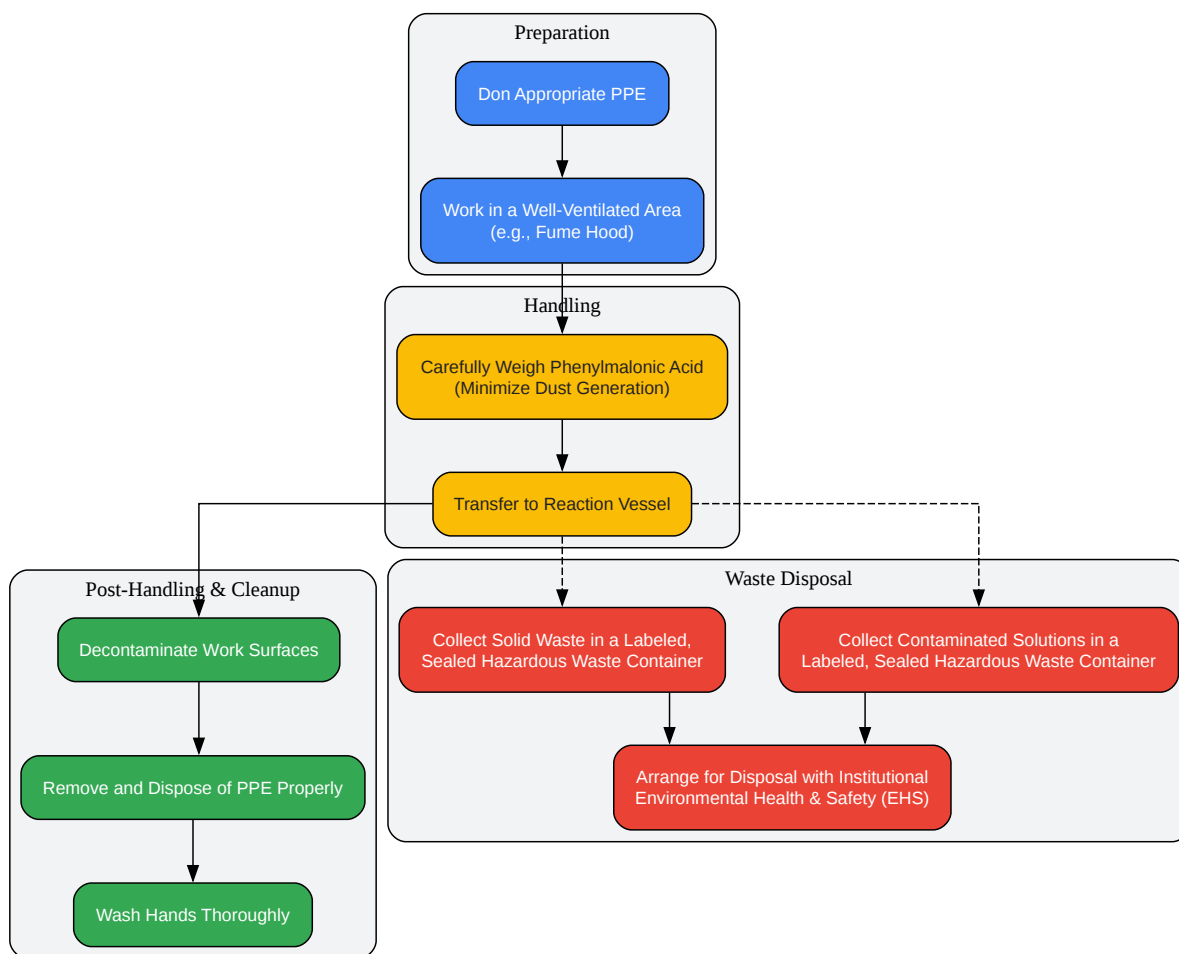 Preparation
Don Appropriate PPE
Work in a Well-Ventilated Area
(e.g., Fume Hood)
Handling
Carefully Weigh Phenylmalonic Acid
(Minimize Dust Generation)
Transfer to Reaction Vessel
Post-Handling & Cleanup
Decontaminate Work Surfaces
Remove and Dispose of PPE Properly
Wash Hands Thoroughly
Waste Disposal
Collect Solid Waste in a Labeled,
Sealed Hazardous Waste Container
Collect Contaminated Solutions in a
Labeled, Sealed Hazardous Waste Container
Arrange for Disposal with Institutional
Environmental Health & Safety (EHS)